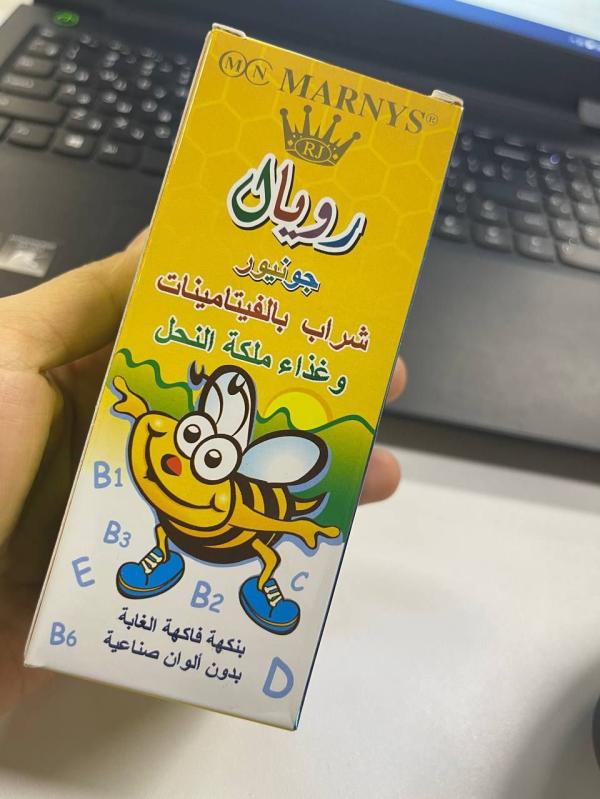 MN MARNYS®
RJ
رويال
جونيور
شراب بالفيتامينات
وغذاء ملكة النحل
B1
B3
E
B2
C
B6
بنكهة فاكهة الغابة
بدون ألوان صناعية
D